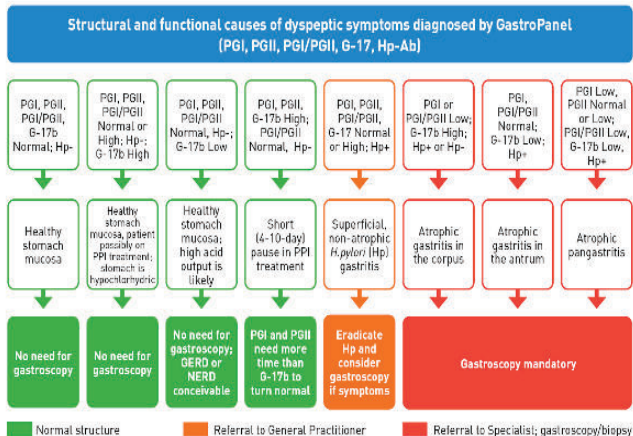 Structural and functional causes of dyspeptic symptoms diagnosed by GastroPanel
(PGI, PGII, PGI/PGII, G-17, Hp-Ab)
PGI, PGII,
PGI/PGII,
G-17b
Normal; Hp-
PGI, PGII,
PGI/PGII
Normal or
High; Hp-;
G-17b High
PGI, PGII,
PGI/PGII
Normal, Hp-;
G-17b Low
PGI, PGII,
G-17b High;
PGI/PGII
Normal, Hp-
PGI, PGII,
PGI/PGII,
G-17 Normal
or High; Hp+
PGI or
PGI/PGII Low;
G-17b High;
Hp+ or Hp-
PGI,
PGI/PGII
Normal;
G-17b Low;
Hp+
PGI Low,
PGII Normal
or Low;
PGI/PGII Low,
G-17b Low,
Hp+
Healthy
stomach
mucosa
Healthy
stomach
mucosa, patient
possibly on
PPI treatment;
stomach is
hypochlorhydric
Healthy
stomach
mucosa;
high acid
output is
likely
Short
(4-10-day)
pause in PPI
treatment
Superficial,
non-atrophic
H.pylori (Hp)
gastritis
Atrophic
gastritis
in the corpus
Atrophic
gastritis in
the antrum
Atrophic
pangastritis
No need for
gastroscopy
No need for
gastroscopy
No need for
gastroscopy;
GERD or
NERD
conceivable
PGI and PGII
need more
time than
G-17b to
turn normal
Eradicate
Hp and
consider
gastroscopy
if symptoms
Gastroscopy mandatory
Normal structure
Referral to General Practitioner
Referral to Specialist; gastroscopy/biopsy